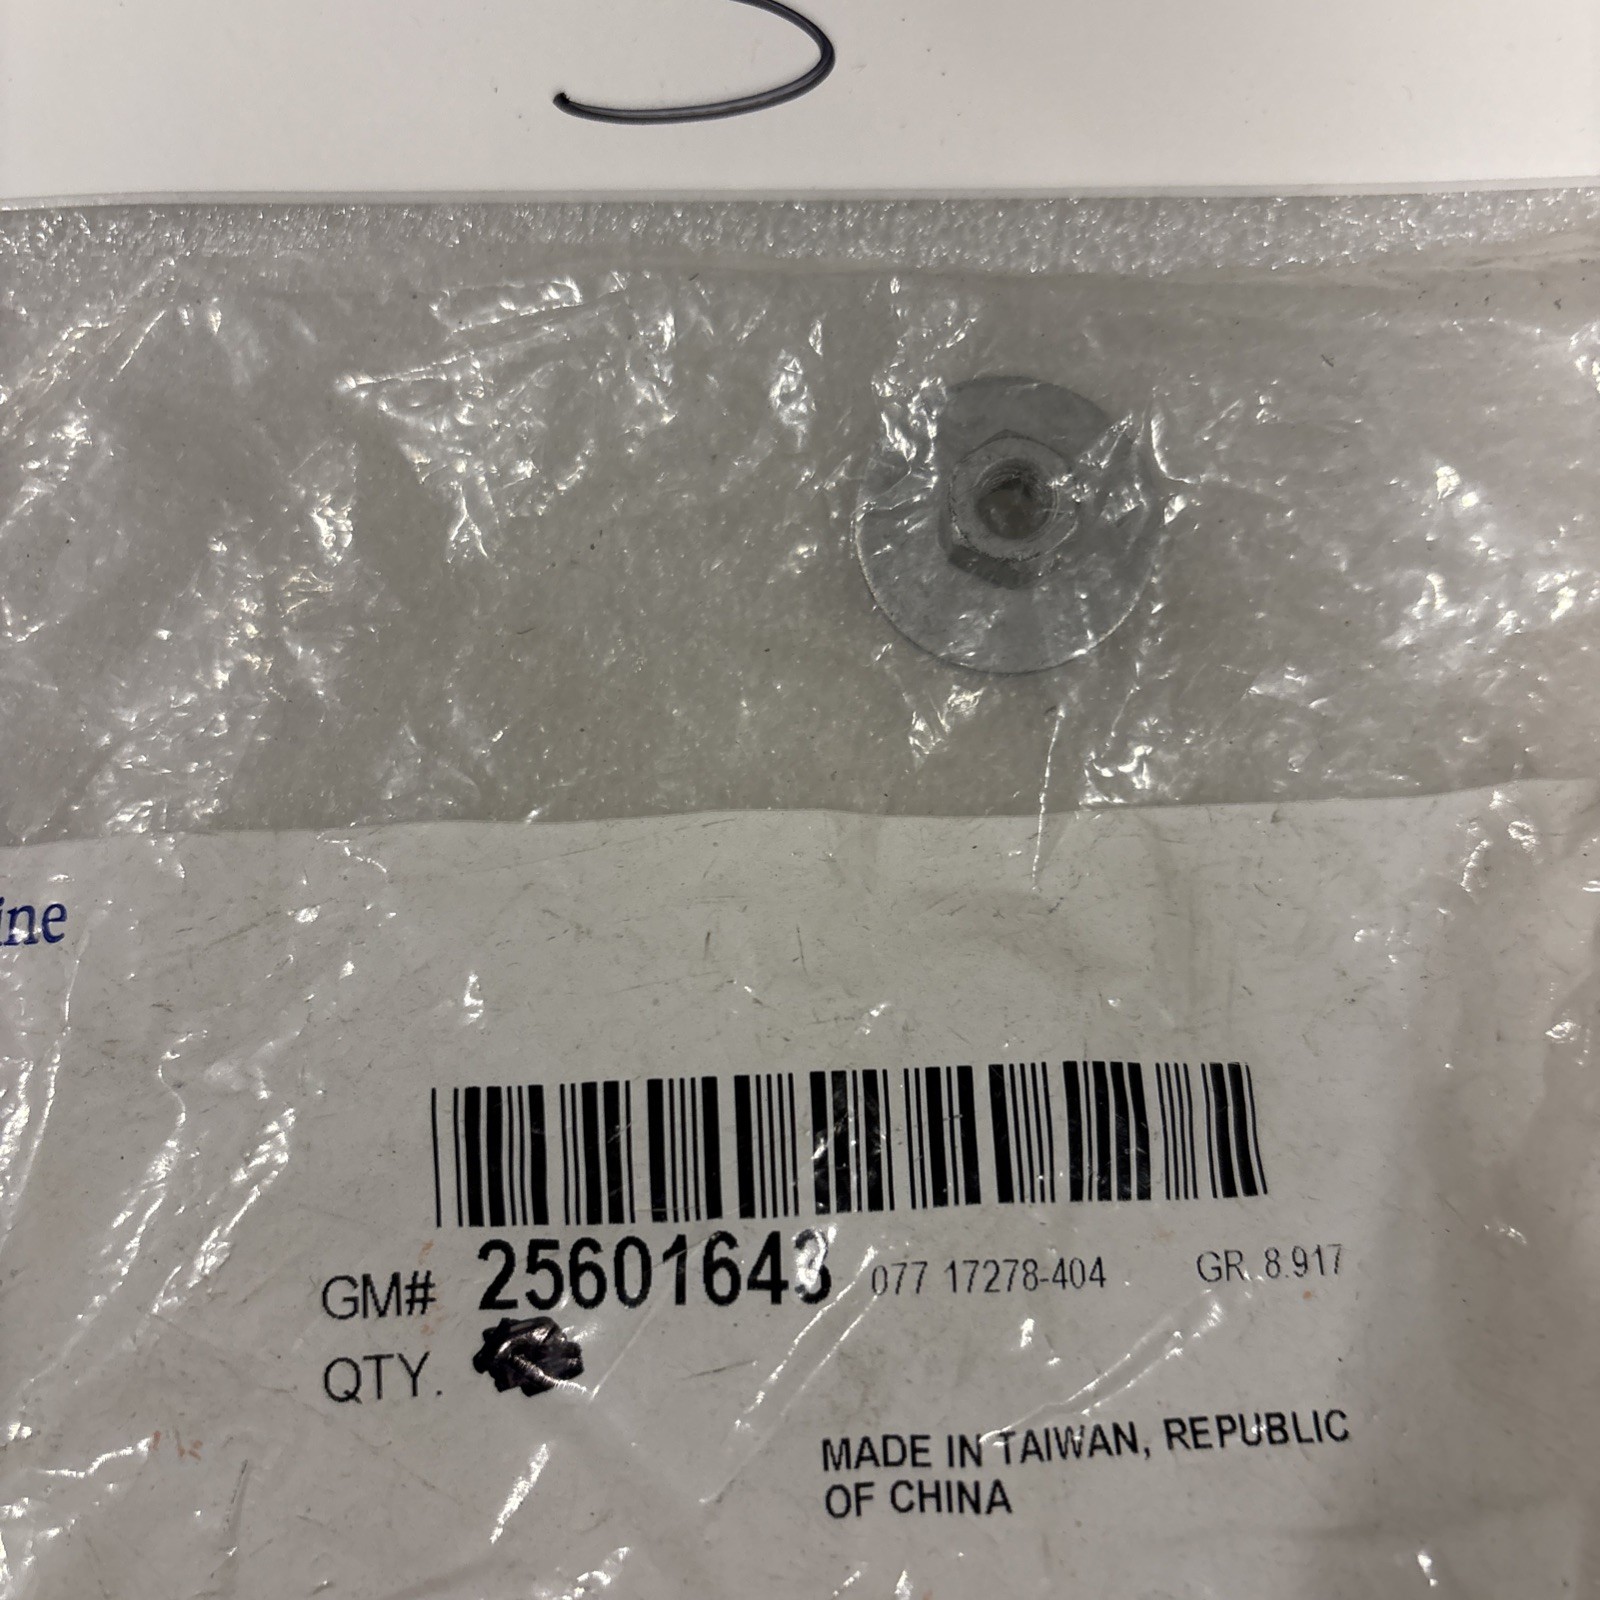 ine
GM# 25601643 077 17278-404 GR. 8.917
QTY.
MADE IN TAIWAN, REPUBLIC
OF CHINA